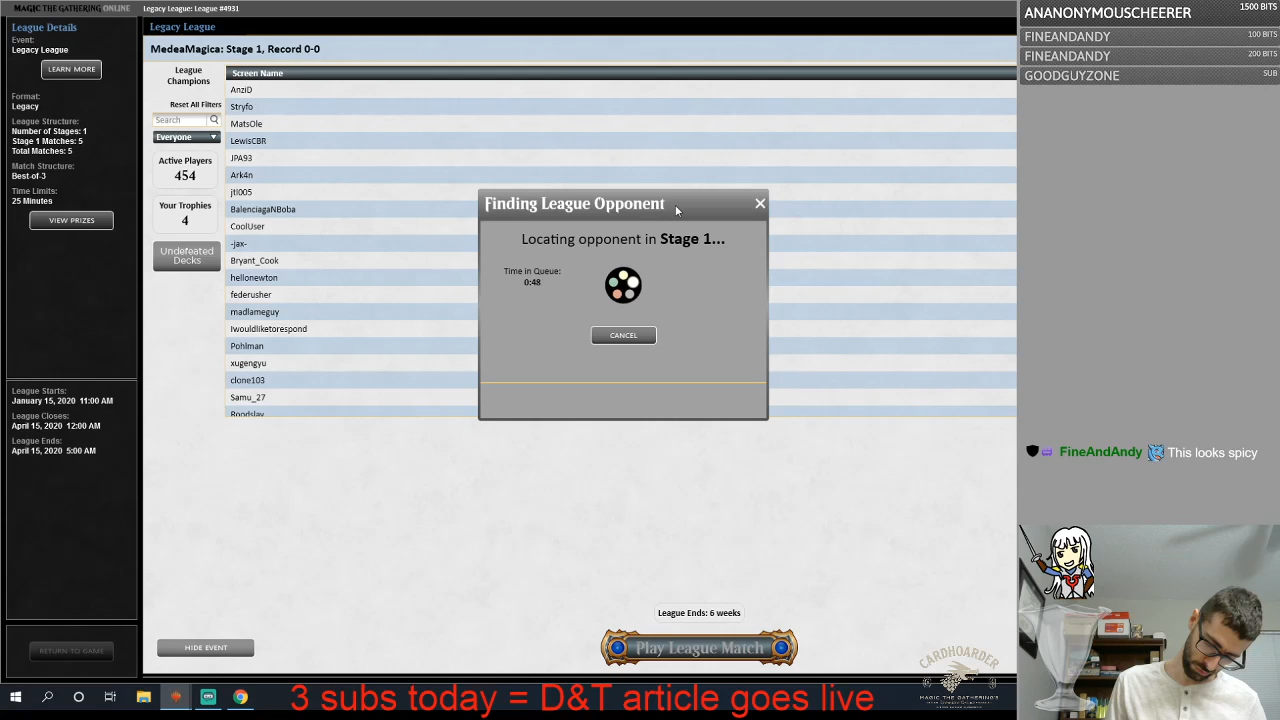 MAGIC THE GATHERING ONLINE
Legacy League: League #4931
League Details
Event:
Legacy League
LEARN MORE
Format:
Legacy
League Structure:
Number of Stages: 1
Stage 1 Matches: 5
Total Matches: 5
Match Structure:
Best-of-3
Time Limits:
25 Minutes
VIEW PRIZES
League Starts:
January 15, 2020 11:00 AM
League Closes:
April 15, 2020 12:00 AM
League Ends:
April 15, 2020 5:00 AM
RETURN TO GAME
Legacy League
MedeaMagica: Stage 1, Record 0-0
League
Champions
Reset All Filters
Search
Everyone
Active Players
454
Your Trophies
4
Undefeated
Decks
Screen Name
AnziD
Stryfo
MatsOle
LewisCBR
JPA93
Ark4n
jtl005
BalenciagaNBoba
CoolUser
-jax-
Bryant_Cook
hellonewton
federusher
madlameguy
Iwouldliketorespond
Pohlman
xugengyu
clone103
Samu_27
Finding League Opponent
Locating opponent in Stage 1...
Time in Queue:
0:48
CANCEL
League Ends: 6 weeks
HIDE EVENT
Play League Match
ANANONYMOUSCHEERER 1500 BITS
FINEANDANDY 100 BITS
FINEANDANDY 200 BITS
GOODGUYZONE SUB
FineAndAndy This looks spicy
CARDHOARDER
MAGIC THE GATHERING'S
3 subs today = D&T article goes live